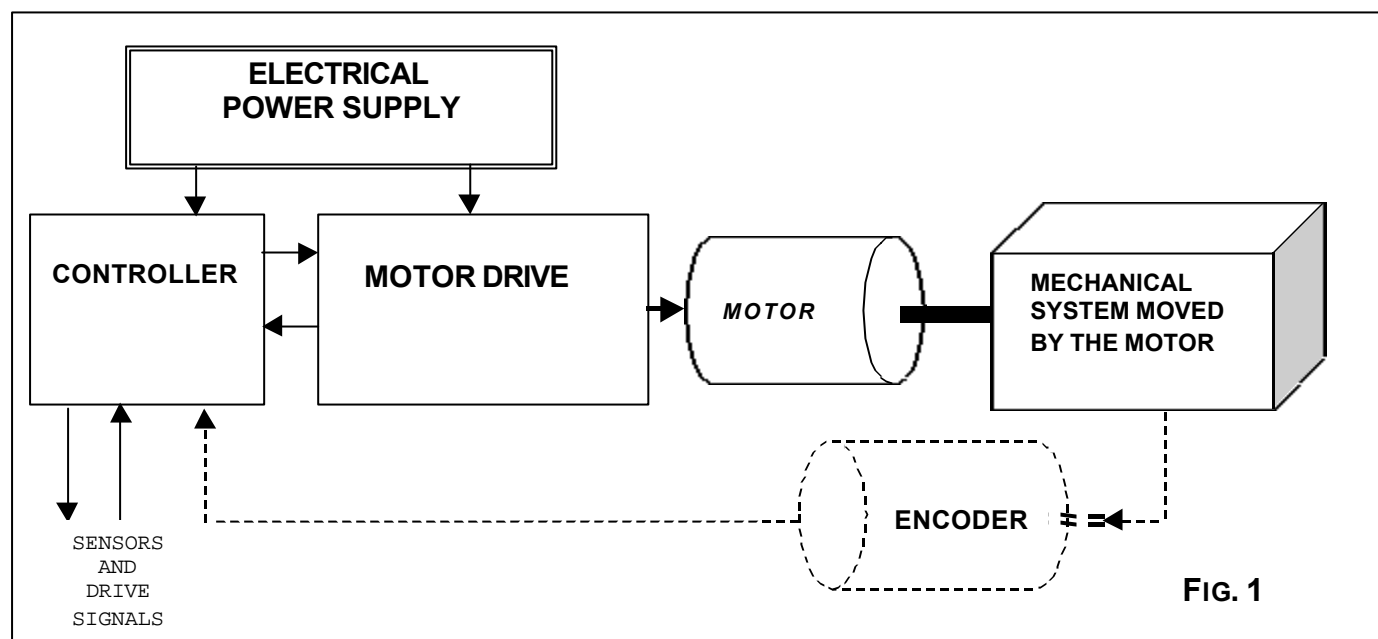 ELECTRICAL
POWER SUPPLY
CONTROLLER
MOTOR DRIVE
MOTOR
MECHANICAL
SYSTEM MOVED
BY THE MOTOR
ENCODER
SENSORS
AND
DRIVE
SIGNALS
FIG. 1